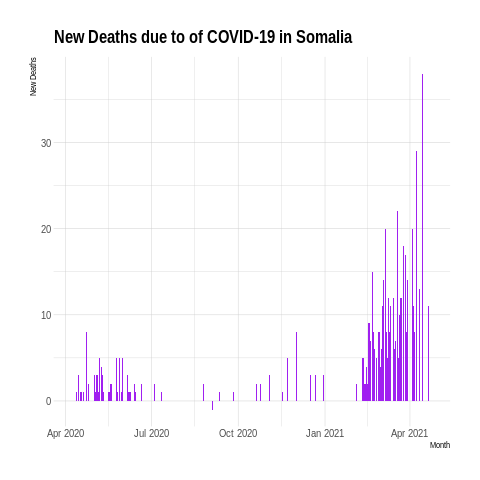 New Deaths due to of COVID-19 in Somalia
New Deaths
30
20
10
0
Apr 2020 Jul 2020 Oct 2020 Jan 2021 Apr 2021
Month